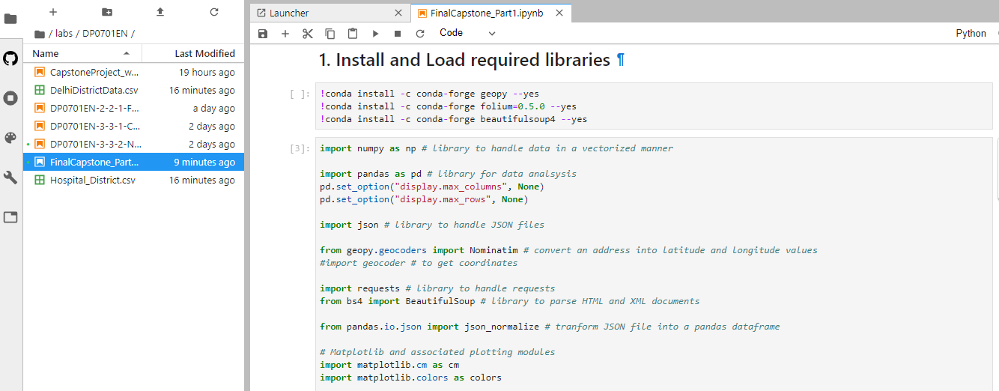 / labs / DP0701EN /
Name Last Modified
CapstoneProject_w... 19 hours ago
DelhiDistrictData.csv 16 minutes ago
DP0701EN-2-2-1-F... a day ago
DP0701EN-3-3-1-C... 2 days ago
DP0701EN-3-3-2-N... 2 days ago
FinalCapstone_Part... 9 minutes ago
Hospital_District.csv 16 minutes ago
Launcher
FinalCapstone_Part1.ipynb
Code
Python
1. Install and Load required libraries ¶
[ ]:
!conda install -c conda-forge geopy --yes
!conda install -c conda-forge folium=0.5.0 --yes
!conda install -c conda-forge beautifulsoup4 --yes
[3]:
import numpy as np # library to handle data in a vectorized manner
import pandas as pd # library for data analsysis
pd.set_option("display.max_columns", None)
pd.set_option("display.max_rows", None)
import json # library to handle JSON files
from geopy.geocoders import Nominatim # convert an address into latitude and longitude values
#import geocoder # to get coordinates
import requests # library to handle requests
from bs4 import BeautifulSoup # library to parse HTML and XML documents
from pandas.io.json import json_normalize # tranform JSON file into a pandas dataframe
# Matplotlib and associated plotting modules
import matplotlib.cm as cm
import matplotlib.colors as colors